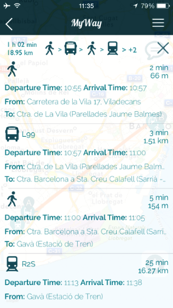 11:35
79%
MyWay
1 h 02 min
18.95 km
> > > > +2
2 min
66 m
Departure Time: 10:55 Arrival Time: 10:57
From: Carretera de la Vila 17, Viladecans
To: Ctra. de La Vila (Parellades Jaume Balmes)
L99
3 min
1.51 km
Departure Time: 10:57 Arrival Time: 11:00
From: Ctra. de La Vila (Parellades Jaume Balm...
To: Ctra. Barcelona a Sta. Creu Calafell (Sarrià -...
5 min
154 m
Departure Time: 11:00 Arrival Time: 11:05
From: Ctra. Barcelona a Sta. Creu Calafell (Sarr...
To: Gavà (Estació de Tren)
R2S
25 min
16.27 km
Departure Time: 11:13 Arrival Time: 11:38
From: Gavà (Estació de Tren)